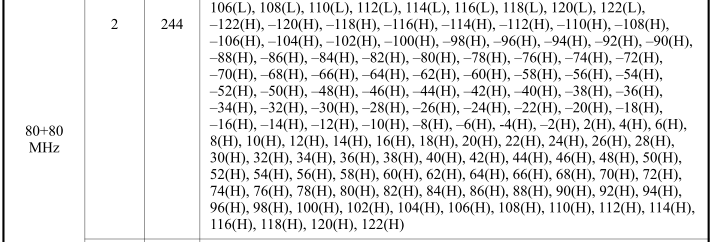 106(L), 108(L), 110(L), 112(L), 114(L), 116(L), 118(L), 120(L), 122(L),
2 244 –122(H), –120(H), –118(H), –116(H), –114(H), –112(H), –110(H), –108(H),
–106(H), –104(H), –102(H), –100(H), –98(H), –96(H), –94(H), –92(H), –90(H),
–88(H), –86(H), –84(H), –82(H), –80(H), –78(H), –76(H), –74(H), –72(H),
–70(H), –68(H), –66(H), –64(H), –62(H), –60(H), –58(H), –56(H), –54(H),
–52(H), –50(H), –48(H), –46(H), –44(H), –42(H), –40(H), –38(H), –36(H),
–34(H), –32(H), –30(H), –28(H), –26(H), –24(H), –22(H), –20(H), –18(H),
80+80 –16(H), –14(H), –12(H), –10(H), –8(H), –6(H), -4(H), –2(H), 2(H), 4(H), 6(H),
MHz 8(H), 10(H), 12(H), 14(H), 16(H), 18(H), 20(H), 22(H), 24(H), 26(H), 28(H),
30(H), 32(H), 34(H), 36(H), 38(H), 40(H), 42(H), 44(H), 46(H), 48(H), 50(H),
52(H), 54(H), 56(H), 58(H), 60(H), 62(H), 64(H), 66(H), 68(H), 70(H), 72(H),
74(H), 76(H), 78(H), 80(H), 82(H), 84(H), 86(H), 88(H), 90(H), 92(H), 94(H),
96(H), 98(H), 100(H), 102(H), 104(H), 106(H), 108(H), 110(H), 112(H), 114(H),
116(H), 118(H), 120(H), 122(H)